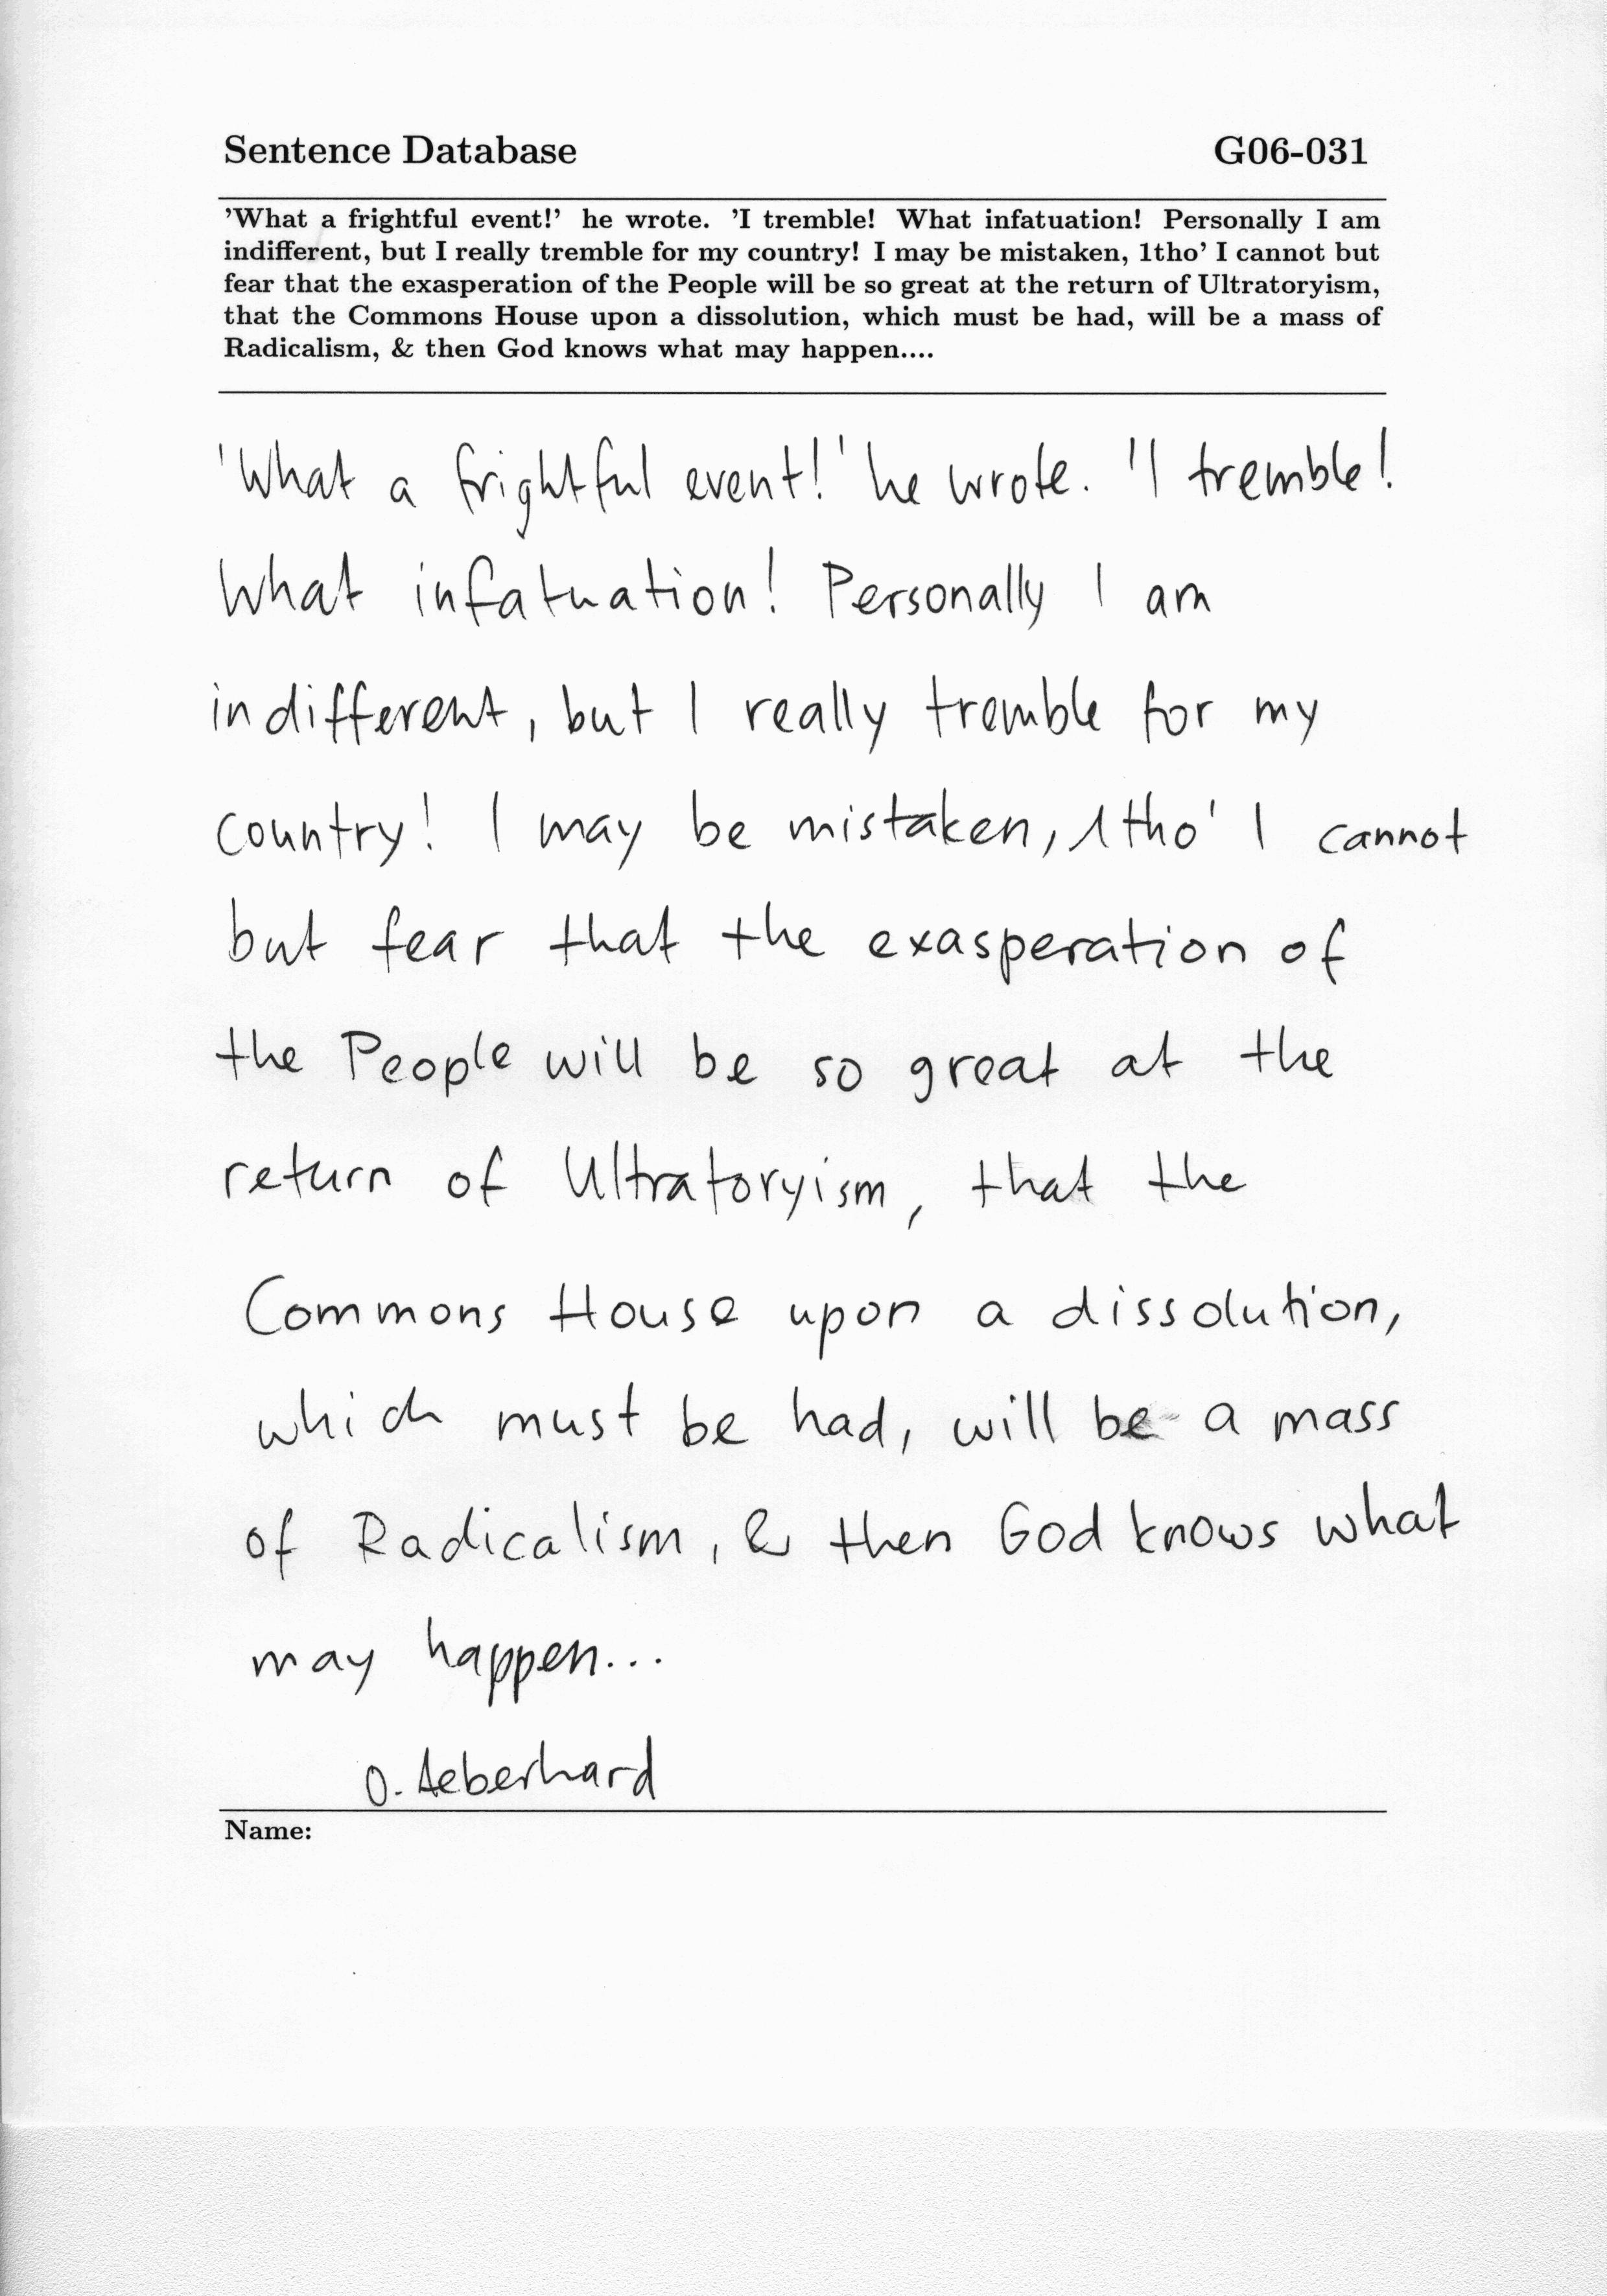 Sentence Database G06-031
'What a frightful event!' he wrote. 'I tremble! What infatuation! Personally I am
indifferent, but I really tremble for my country! I may be mistaken, 1tho' I cannot but
fear that the exasperation of the People will be so great at the return of Ultratoryism,
that the Commons House upon a dissolution, which must be had, will be a mass of
Radicalism, & then God knows what may happen....
'What a frightful event!' he wrote. 'I tremble!
What infatuation! Personally I am
indifferent, but I really tremble for my
country! I may be mistaken, 1tho' I cannot
but fear that the exasperation of
the People will be so great at the
return of Ultratoryism, that the
Commons House upon a dissolution,
which must be had, will be a mass
of Radicalism, & then God knows what
may happen...
O. Aeberhard
Name: